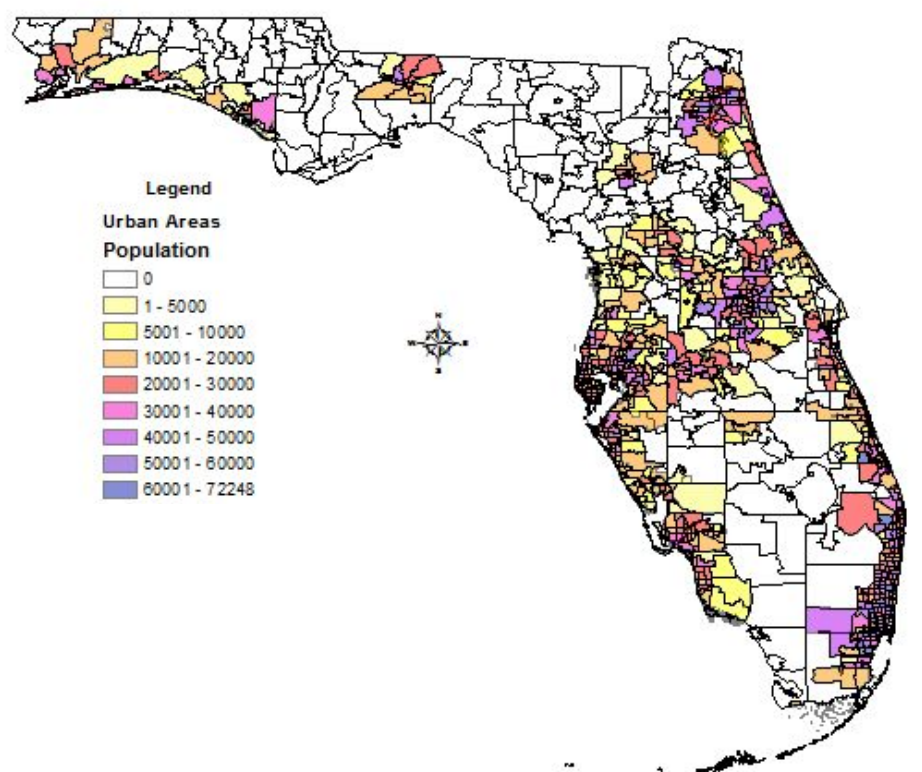 Legend
Urban Areas
Population
0
1 - 5000
5001 - 10000
10001 - 20000
20001 - 30000
30001 - 40000
40001 - 50000
50001 - 60000
60001 - 72248
N
W E
S